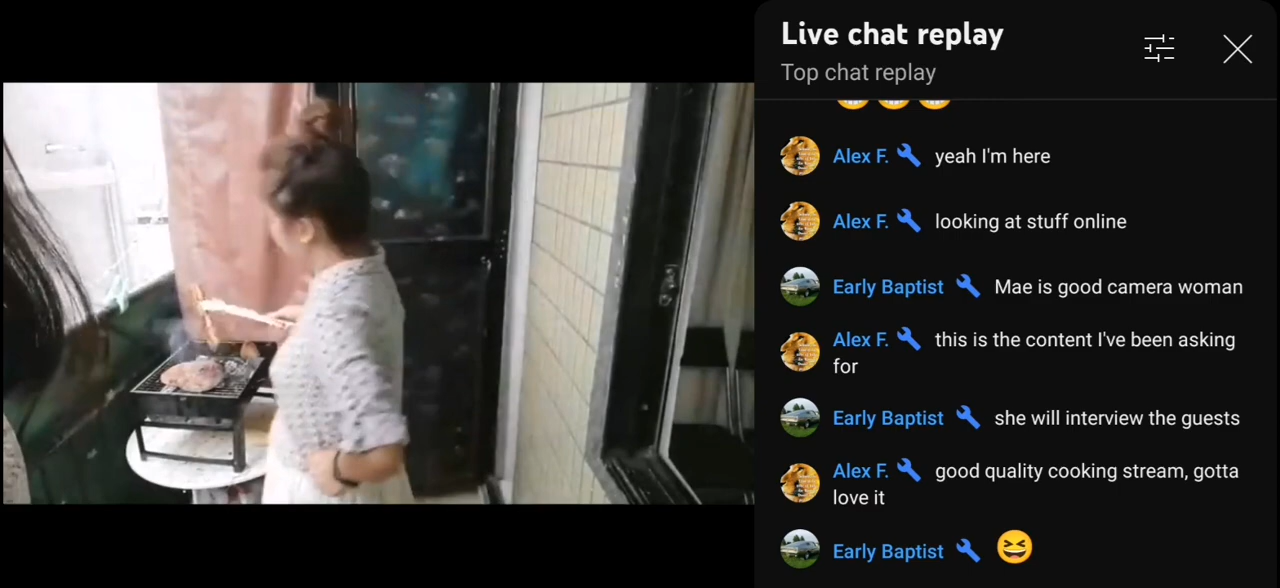 Live chat replay
Top chat replay
Alex F. yeah I'm here
Alex F. looking at stuff online
Early Baptist Mae is good camera woman
Alex F. this is the content I've been asking
for
Early Baptist she will interview the guests
Alex F. good quality cooking stream, gotta
love it
Early Baptist 😆